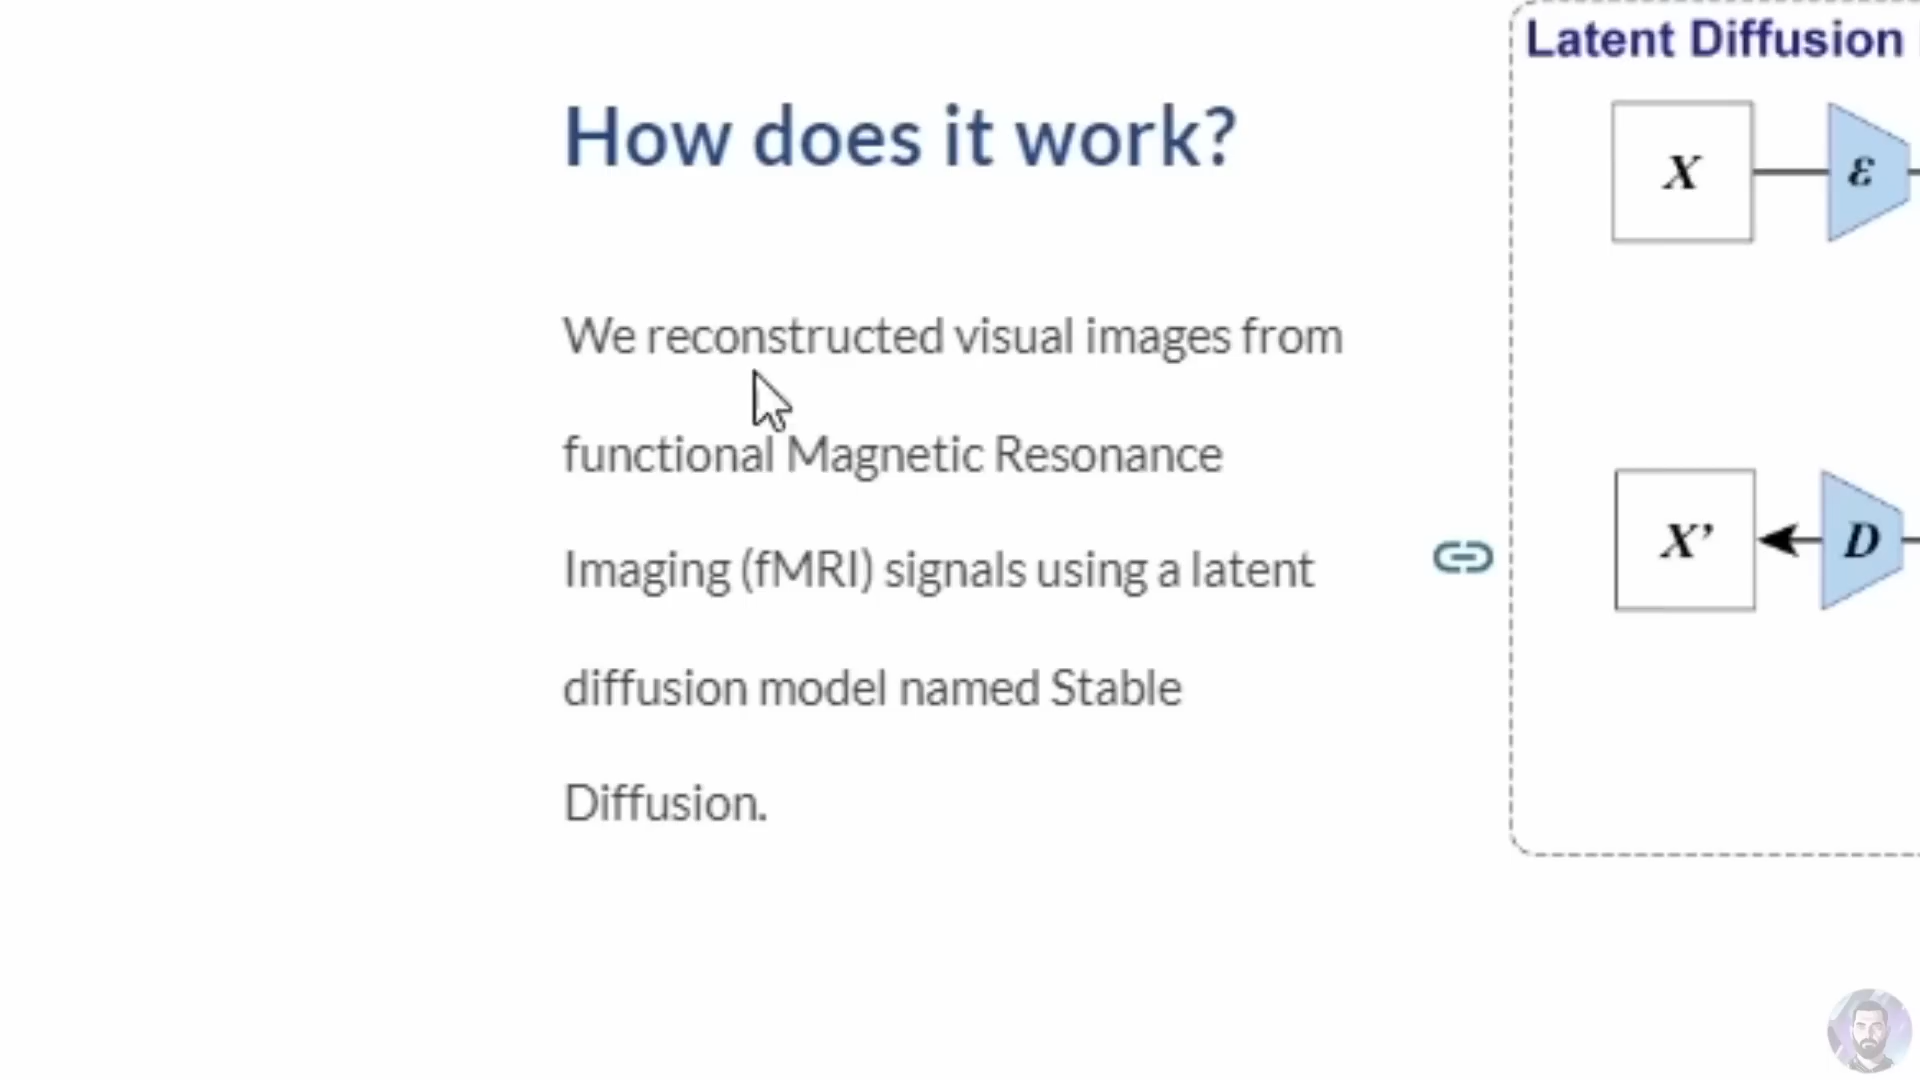 How does it work?
We reconstructed visual images from
functional Magnetic Resonance
Imaging (fMRI) signals using a latent
diffusion model named Stable
Diffusion.
Latent Diffusion
X
ε
X’
D